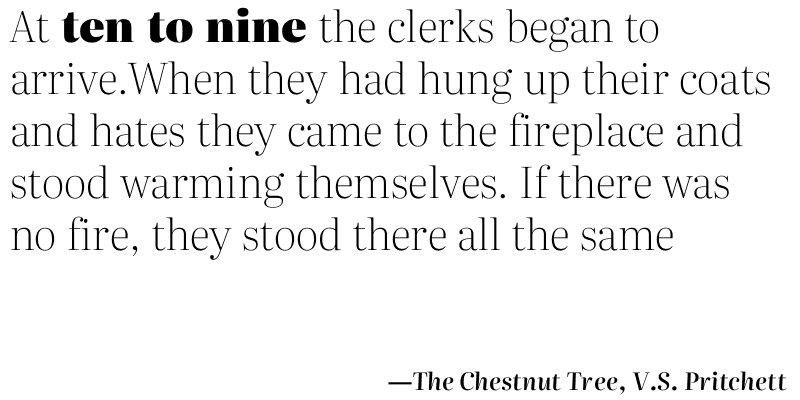 At ten to nine the clerks began to
arrive.When they had hung up their coats
and hates they came to the fireplace and
stood warming themselves. If there was
no fire, they stood there all the same
—The Chestnut Tree, V.S. Pritchett